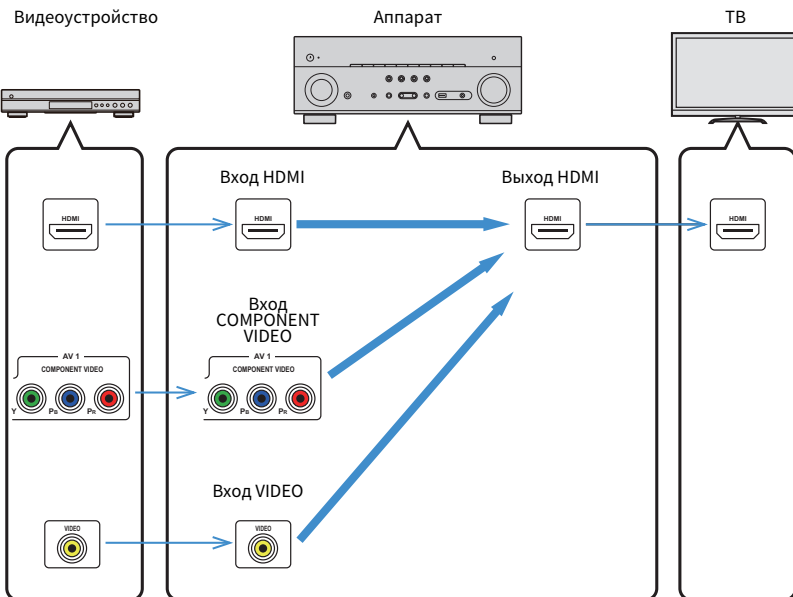 Видеоустройство
Аппарат
ТВ
Вход HDMI
Выход HDMI
HDMI
HDMI
HDMI
HDMI
Вход
COMPONENT
VIDEO
AV 1
COMPONENT VIDEO
Y PB PR
AV 1
COMPONENT VIDEO
Y PB PR
Вход VIDEO
VIDEO
VIDEO